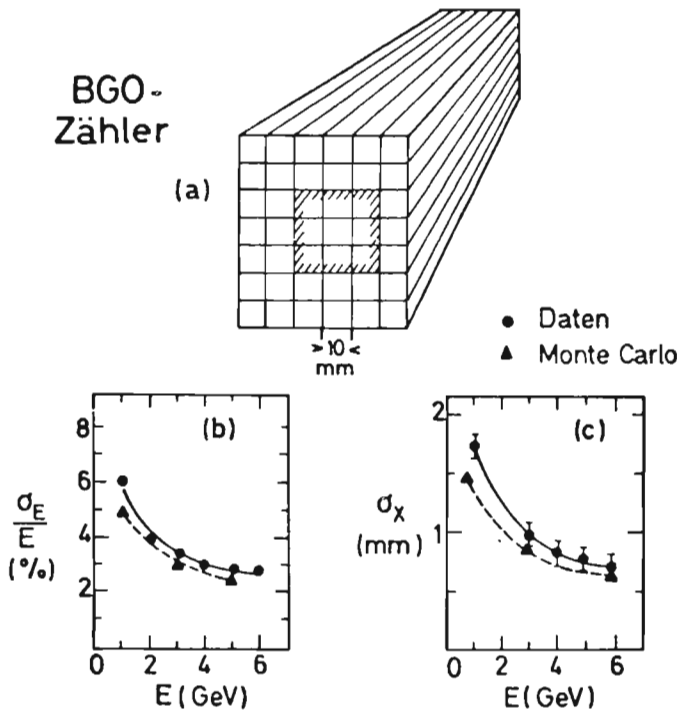 BGO-
Zähler
(a)
> 10 <
mm
● Daten
▲ Monte Carlo
(b)
8
6
4
2
σE/E
(%)
0 2 4 6
E (GeV)
(c)
2
1
σx
(mm)
0 2 4 6
E (GeV)